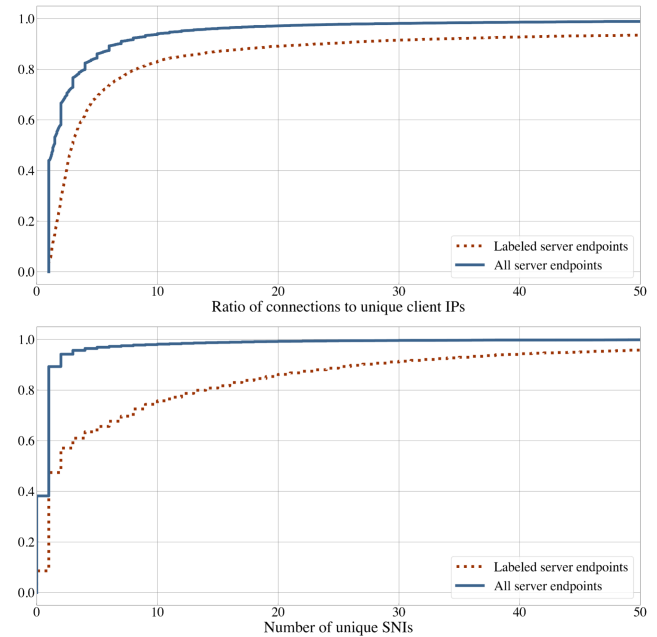 1.0
0.8
0.6
0.4
0.2
0.0
Labeled server endpoints
All server endpoints
0 10 20 30 40 50
Ratio of connections to unique client IPs
1.0
0.8
0.6
0.4
0.2
0.0
Labeled server endpoints
All server endpoints
0 10 20 30 40 50
Number of unique SNIs